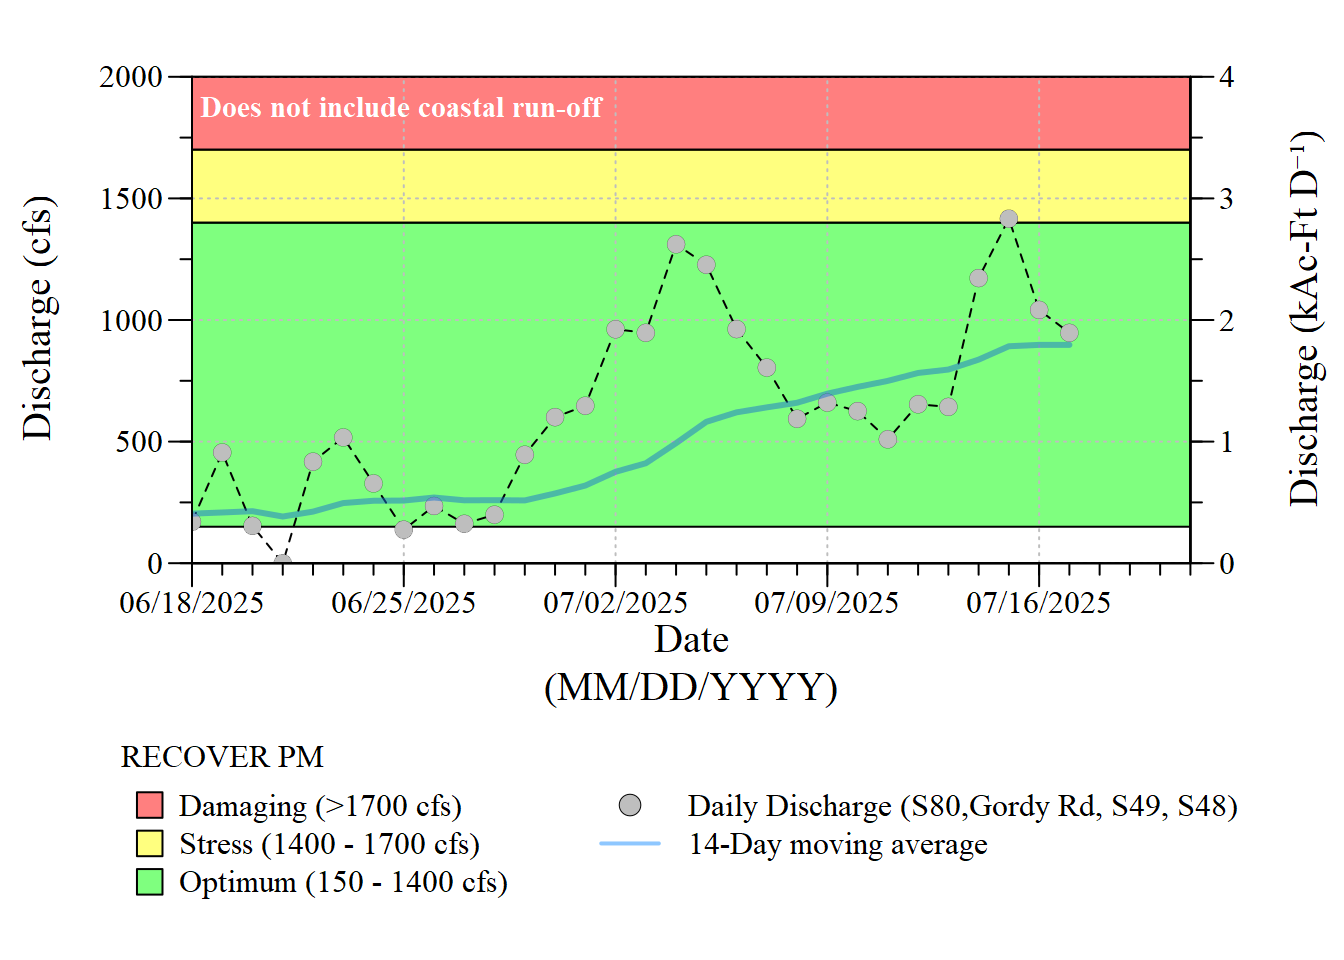 Does not include coastal run-off
2000
1500
1000
500
0
Discharge (cfs)
4
3
2
1
0
Discharge (kAc-Ft D⁻¹)
06/18/2025 06/25/2025 07/02/2025 07/09/2025 07/16/2025
Date
(MM/DD/YYYY)
RECOVER PM
Damaging (>1700 cfs)
Stress (1400 - 1700 cfs)
Optimum (150 - 1400 cfs)
Daily Discharge (S80,Gordy Rd, S49, S48)
14-Day moving average